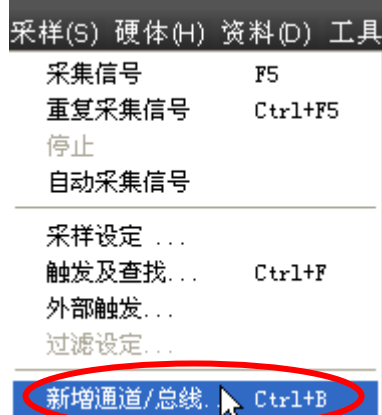 采样(S) 硬体(H) 资料(D) 工具
采集信号 F5
重复采集信号 Ctrl+F5
停止
自动采集信号
采样设定 ...
触发及查找... Ctrl+F
外部触发...
过滤设定...
新增通道/总线. Ctrl+B